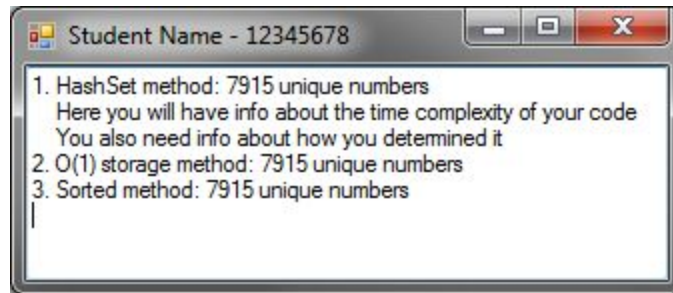 Student Name - 12345678
1. HashSet method: 7915 unique numbers
Here you will have info about the time complexity of your code
You also need info about how you determined it
2. O(1) storage method: 7915 unique numbers
3. Sorted method: 7915 unique numbers